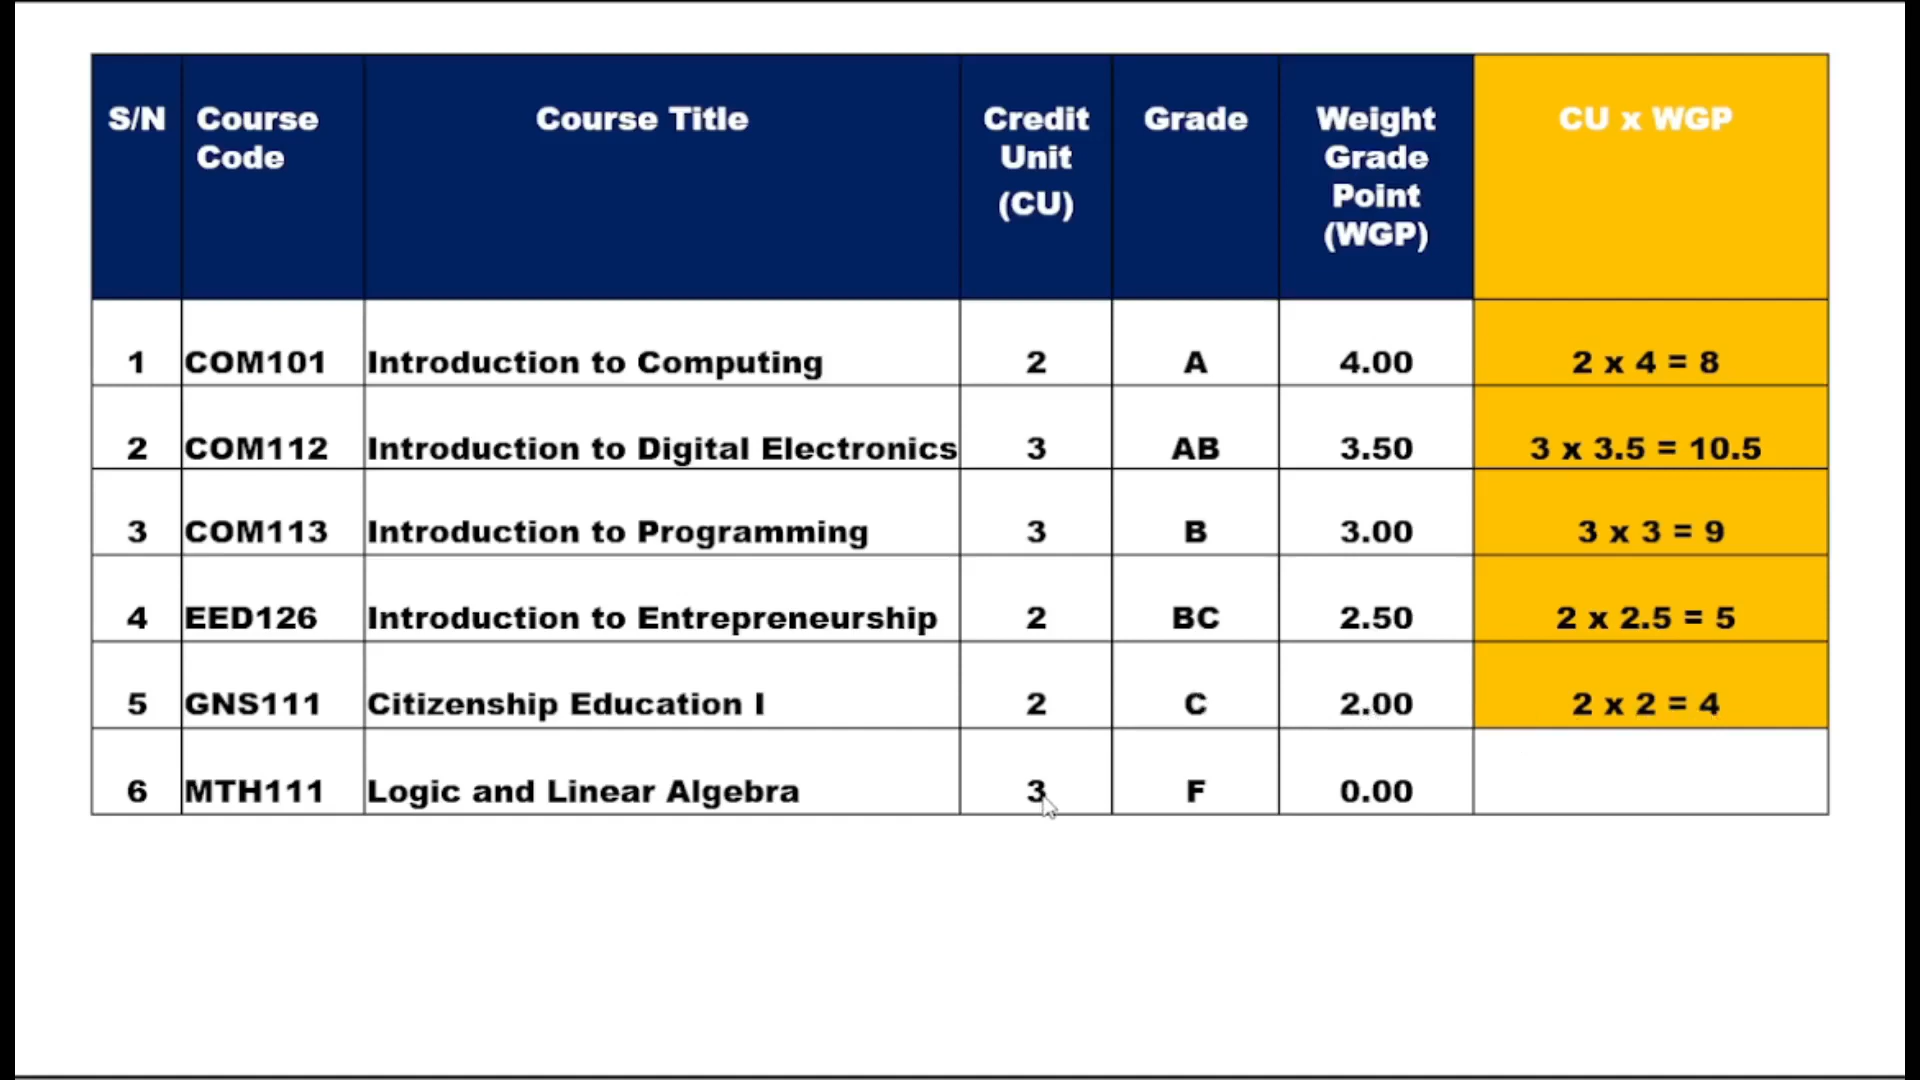 S/N Course Code Course Title Credit Unit (CU) Grade Weight Grade Point (WGP) CU x WGP
1 COM101 Introduction to Computing 2 A 4.00 2 x 4 = 8
2 COM112 Introduction to Digital Electronics 3 AB 3.50 3 x 3.5 = 10.5
3 COM113 Introduction to Programming 3 B 3.00 3 x 3 = 9
4 EED126 Introduction to Entrepreneurship 2 BC 2.50 2 x 2.5 = 5
5 GNS111 Citizenship Education I 2 C 2.00 2 x 2 = 4
6 MTH111 Logic and Linear Algebra 3 F 0.00